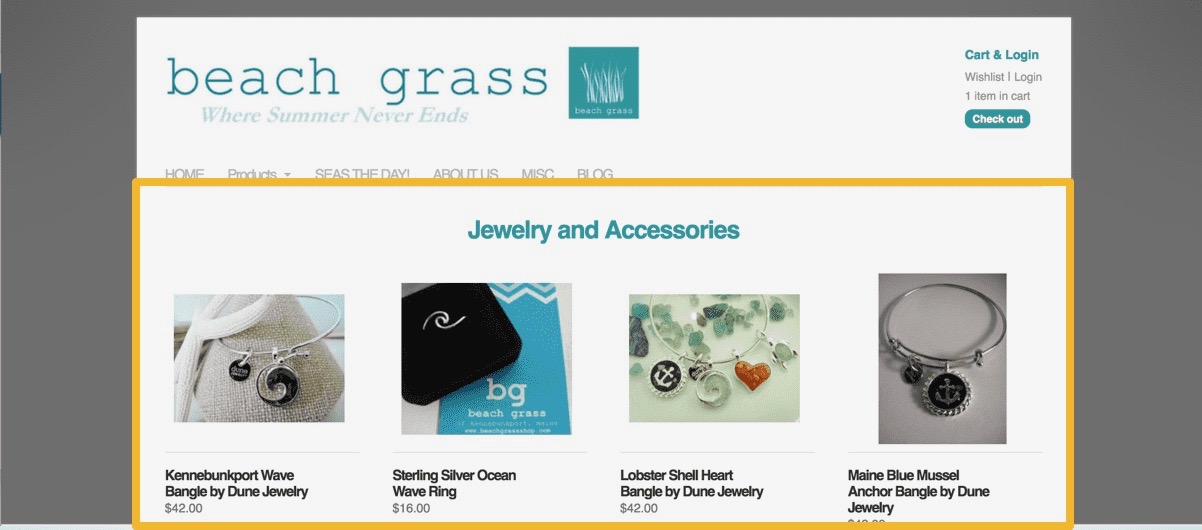 beach grass
beach grass
Where Summer Never Ends
Cart & Login
Wishlist | Login
1 item in cart
Check out
HOME Products SEAS THE DAY! ABOUT US MISC BLOG
Jewelry and Accessories
dune
bg
beach grass
of kennebunkport, maine
www.beachgrassshop.com
Kennebunkport Wave
Bangle by Dune Jewelry
$42.00
Sterling Silver Ocean
Wave Ring
$16.00
Lobster Shell Heart
Bangle by Dune Jewelry
$42.00
Maine Blue Mussel
Anchor Bangle by Dune
Jewelry